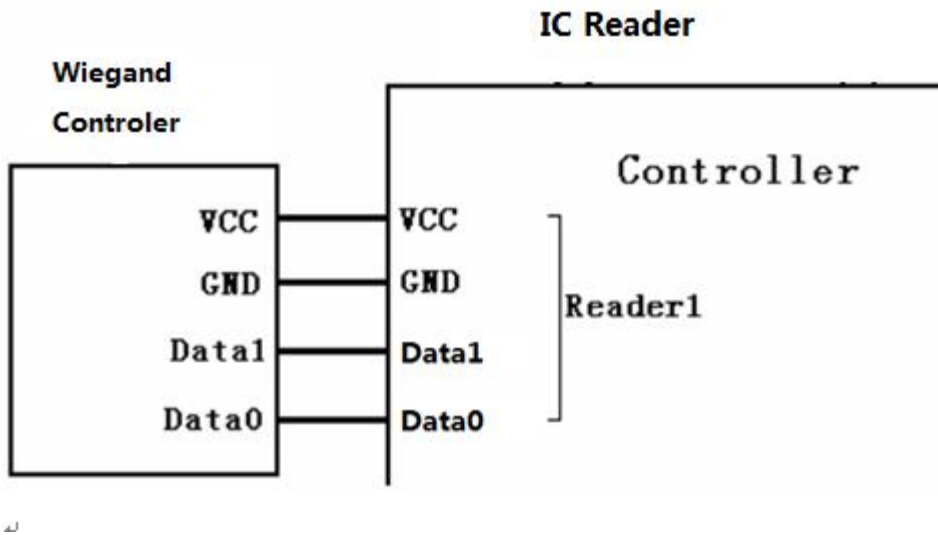 IC Reader
Wiegand
Controler
Controller
VCC VCC
GND GND
Reader1
Data1 Data1
Data0 Data0
↵